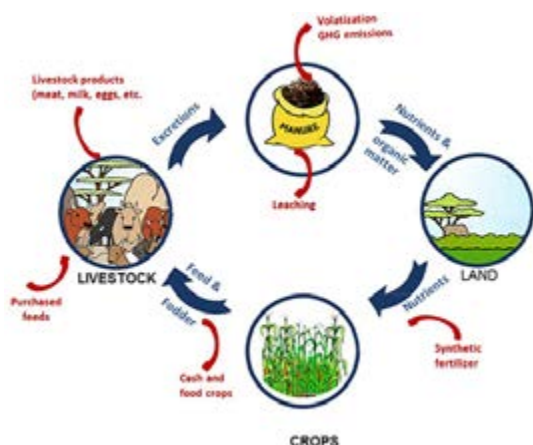 Volatization
GHG emissions
Livestock products
(meat, milk, eggs, etc.
Excretions
MANURE
Nutrients &
organic
matter
Leaching
LIVESTOCK
LAND
Purchased
feeds
Feed &
Fodder
Nutrients
Cash and
food crops
Synthetic
fertilizer
CROPS